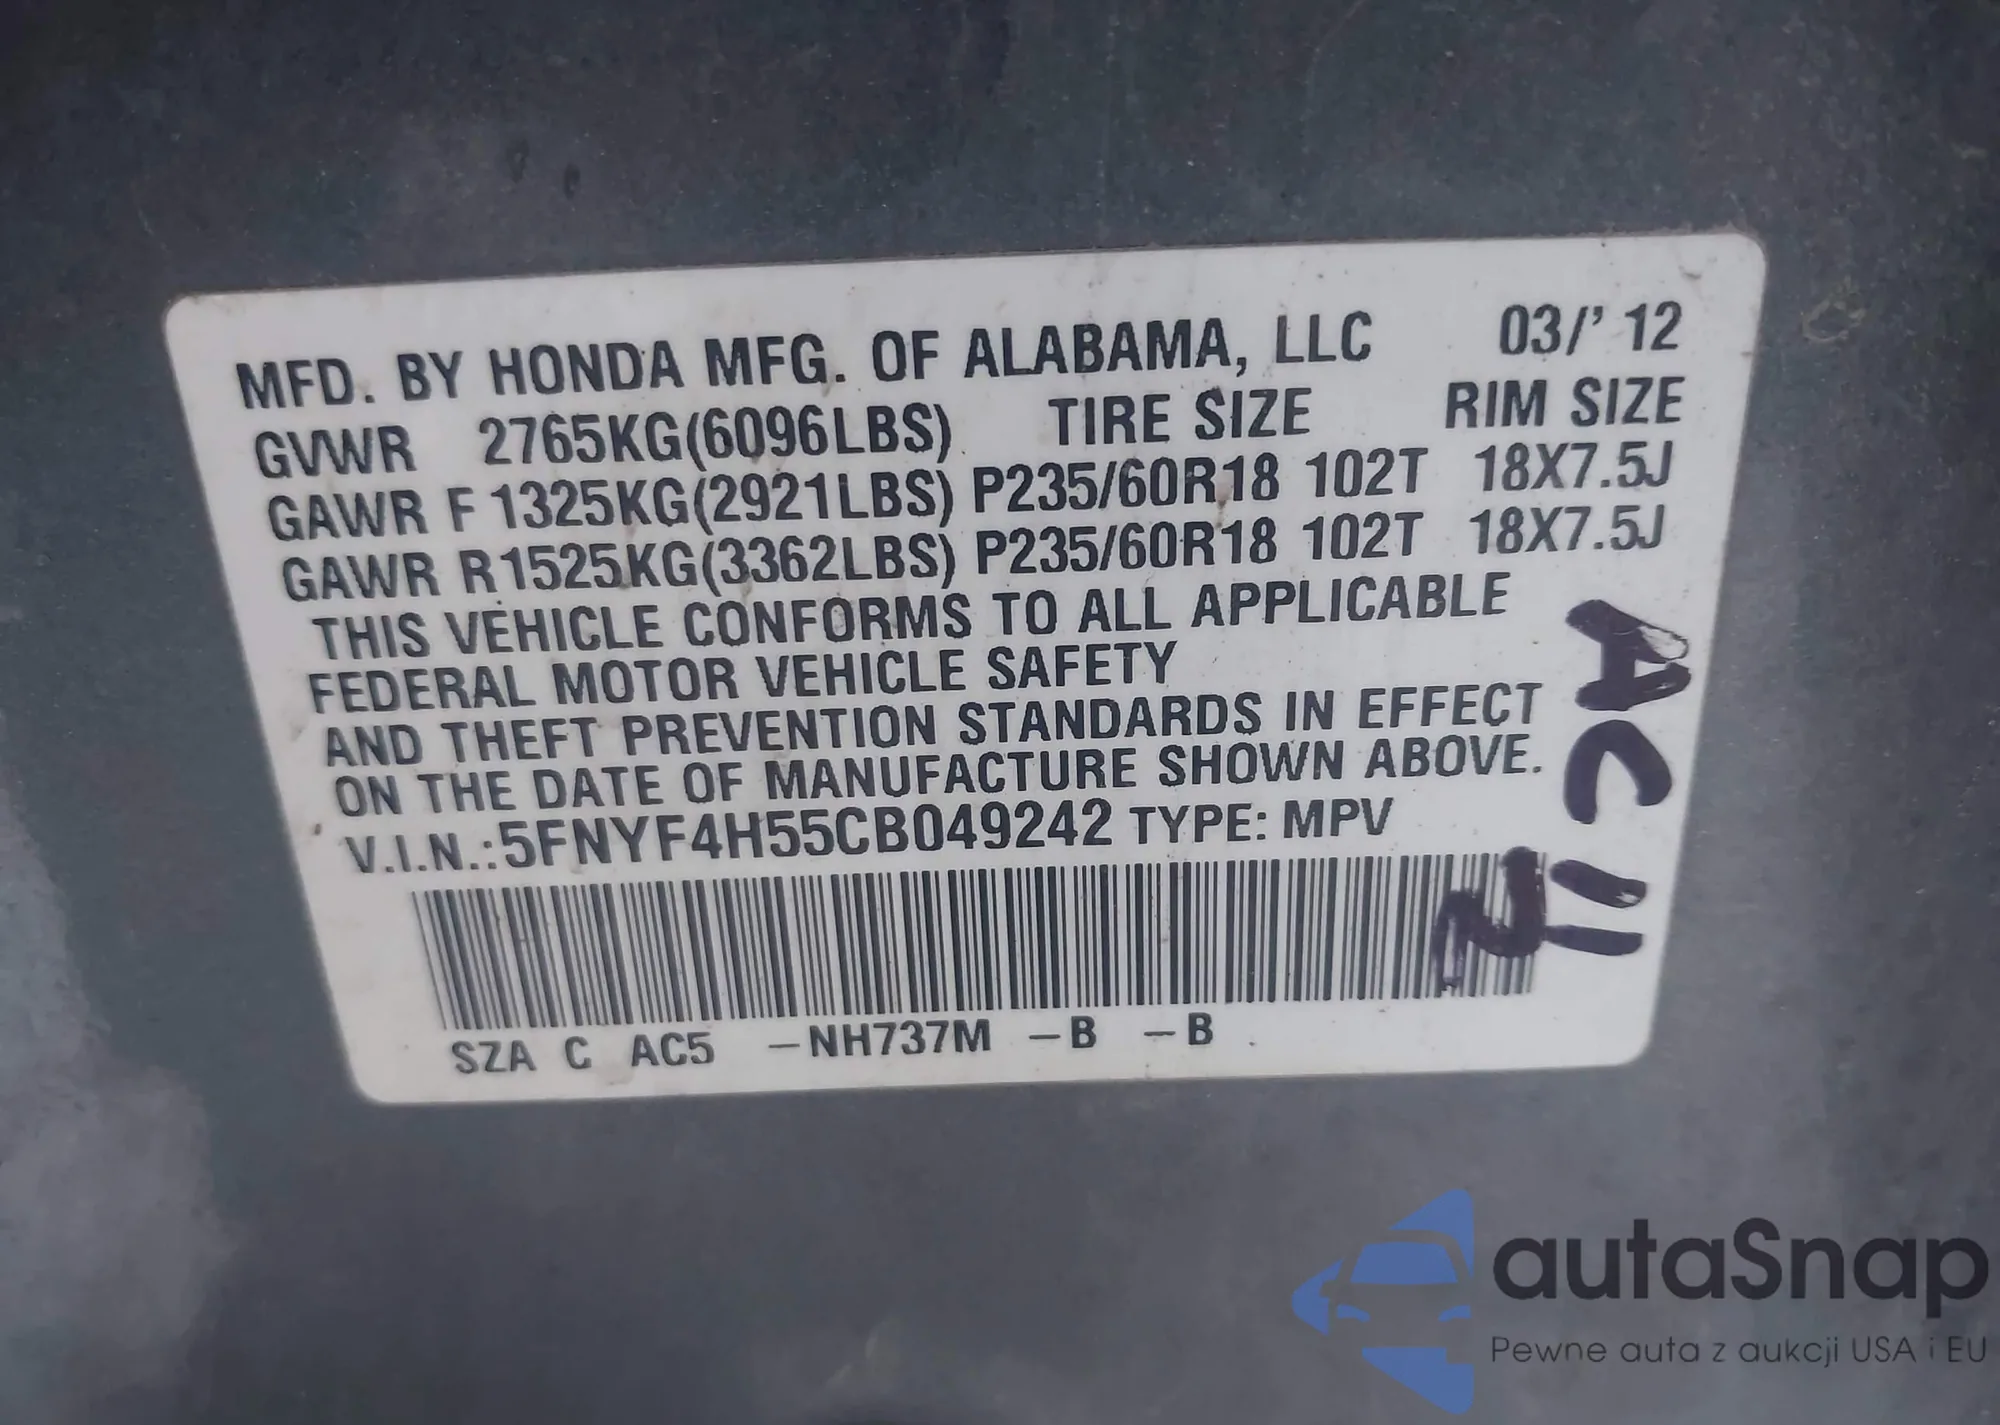 MFD. BY HONDA MFG. OF ALABAMA, LLC 03/'12
GVWR 2765KG(6096LBS) TIRE SIZE RIM SIZE
GAWR F 1325KG(2921LBS) P235/60R18 102T 18X7.5J
GAWR R 1525KG(3362LBS) P235/60R18 102T 18X7.5J
THIS VEHICLE CONFORMS TO ALL APPLICABLE
FEDERAL MOTOR VEHICLE SAFETY
AND THEFT PREVENTION STANDARDS IN EFFECT
ON THE DATE OF MANUFACTURE SHOWN ABOVE.
V.I.N.:5FNYF4H55CB049242 TYPE: MPV
SZA C AC5 –NH737M –B –B
AC11
autaSnap
Pewne auta z aukcji USA i EU